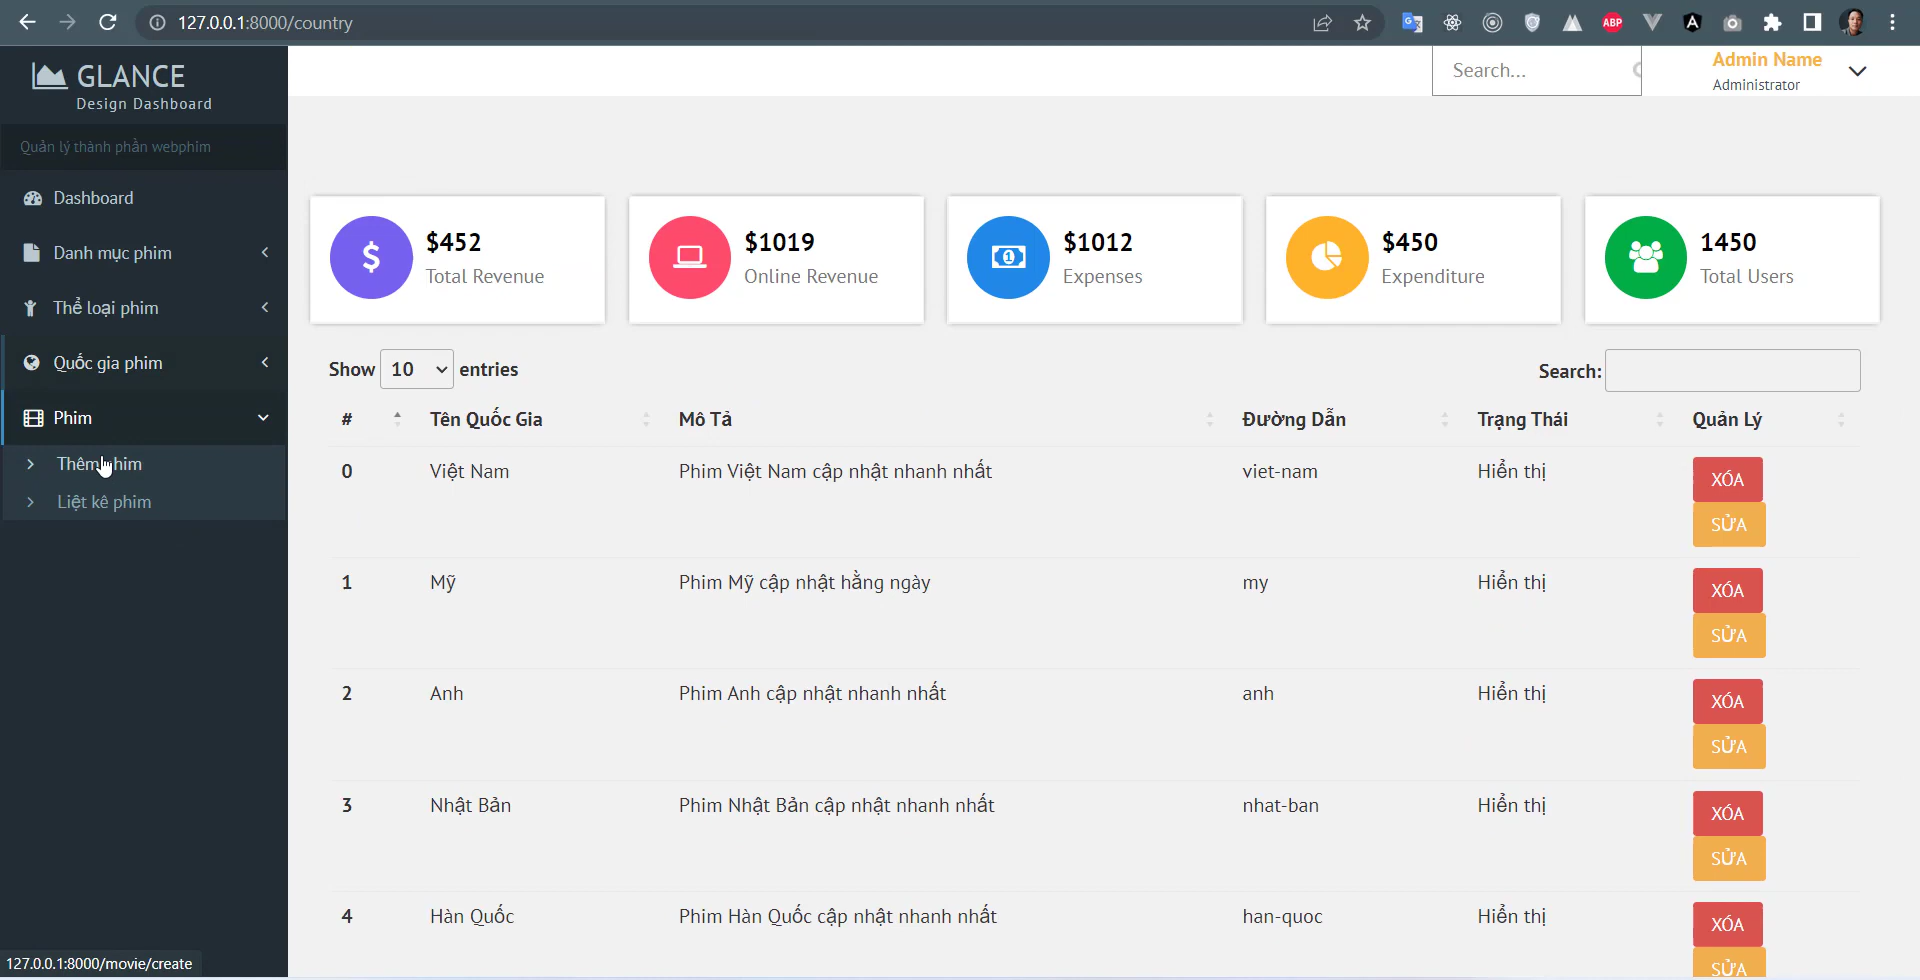 127.0.0.1:8000/country
ABP
GLANCE
Design Dashboard
Search...
Admin Name
Administrator
Quản lý thành phần webphim
Dashboard
Danh mục phim
Thể loại phim
Quốc gia phim
Phim
Thêm phim
Liệt kê phim
$452
Total Revenue
$1019
Online Revenue
$1012
Expenses
$450
Expenditure
1450
Total Users
Show 10 entries
Search:
# Tên Quốc Gia Mô Tả Đường Dẫn Trạng Thái Quản Lý
0 Việt Nam Phim Việt Nam cập nhật nhanh nhất viet-nam Hiển thị XÓA
SỬA
1 Mỹ Phim Mỹ cập nhật hằng ngày my Hiển thị XÓA
SỬA
2 Anh Phim Anh cập nhật nhanh nhất anh Hiển thị XÓA
SỬA
3 Nhật Bản Phim Nhật Bản cập nhật nhanh nhất nhat-ban Hiển thị XÓA
SỬA
4 Hàn Quốc Phim Hàn Quốc cập nhật nhanh nhất han-quoc Hiển thị XÓA
SỬA
127.0.0.1:8000/movie/create